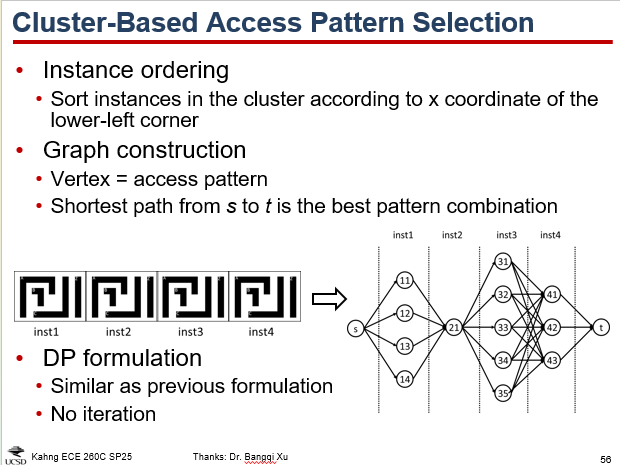 Cluster-Based Access Pattern Selection
• Instance ordering
• Sort instances in the cluster according to x coordinate of the
lower-left corner
• Graph construction
• Vertex = access pattern
• Shortest path from s to t is the best pattern combination
inst1 inst2 inst3 inst4
31
11
32 41
12
s 21 33 42 t
13
34 43
14
35
inst1 inst2 inst3 inst4
• DP formulation
• Similar as previous formulation
• No iteration
UCSD
Kahng ECE 260C SP25 Thanks: Dr. Bangqi Xu 56